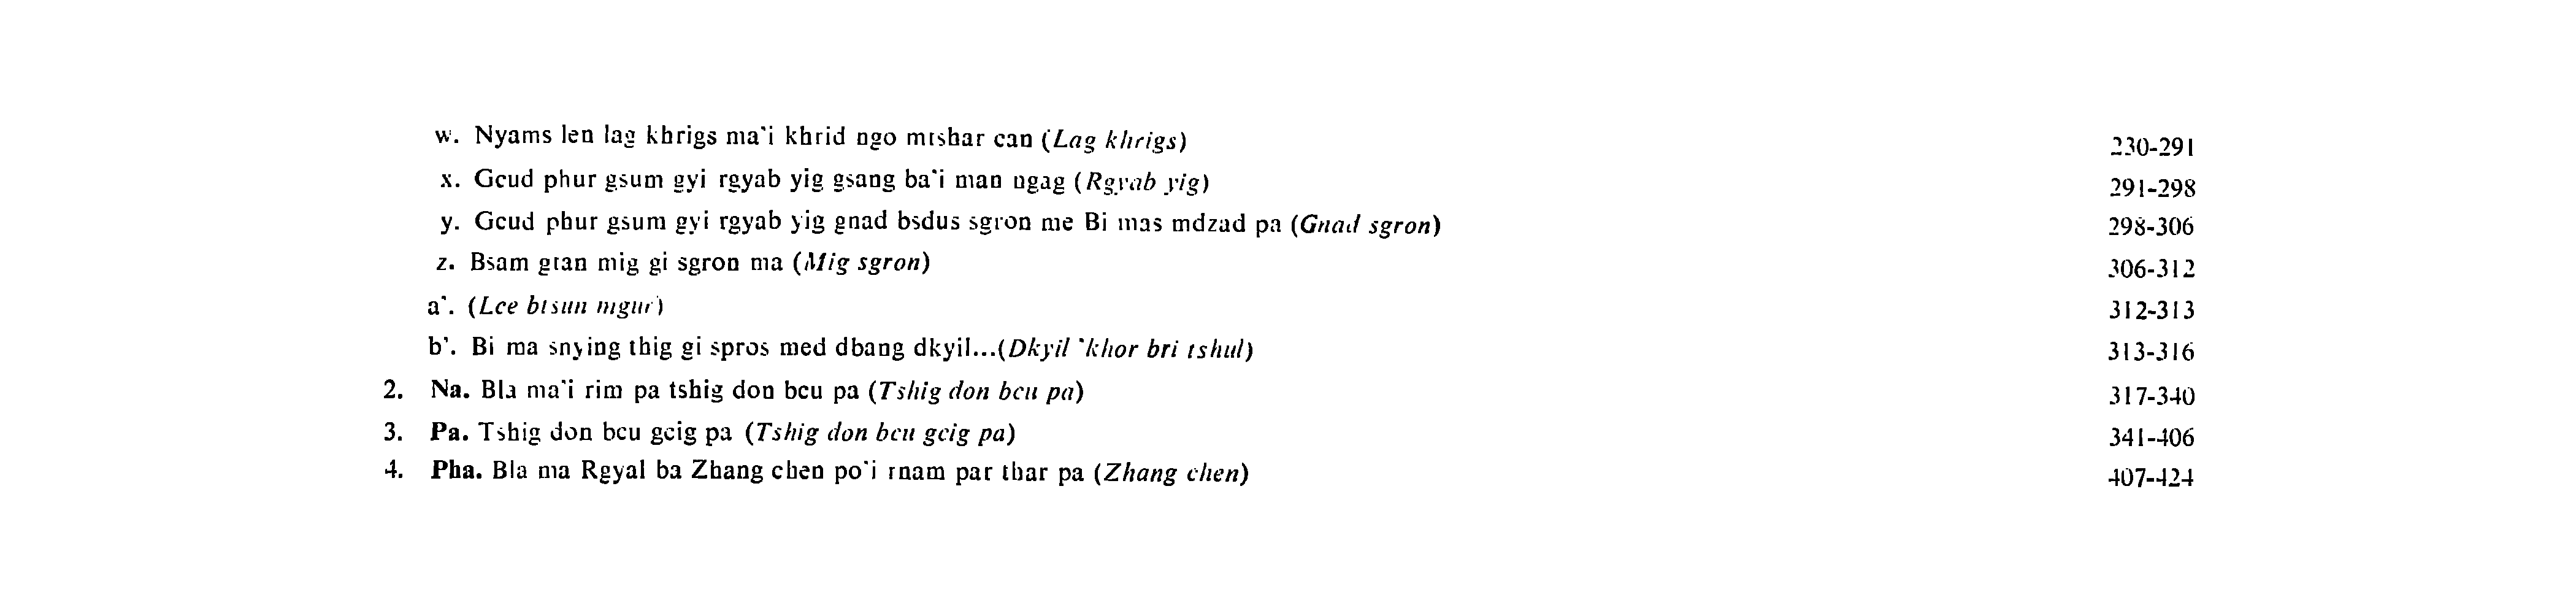 w. Nyams len lag khrigs ma'i khrid ngo mtshar can (Lag khrigs) 230-291
x. Gcud phur gsum gyi rgyab yig gsang ba'i man ngag (Rgyab yig) 291-298
y. Gcud phur gsum gyi rgyab yig gnad bsdus sgron me Bi mas mdzad pa (Gnad sgron) 298-306
z. Bsam gtan mig gi sgron ma (Mig sgron) 306-312
a'. (Lce btsun mgur) 312-313
b'. Bi ma snying thig gi spros med dbang dkyil...(Dkyil 'khor bri tshul) 313-316
2. Na. Bla ma'i rim pa tshig don bcu pa (Tshig don bcu pa) 317-340
3. Pa. Tshig don bcu gcig pa (Tshig don bcu gcig pa) 341-406
4. Pha. Bla ma Rgyal ba Zhang chen po'i rnam par thar pa (Zhang chen) 407-424